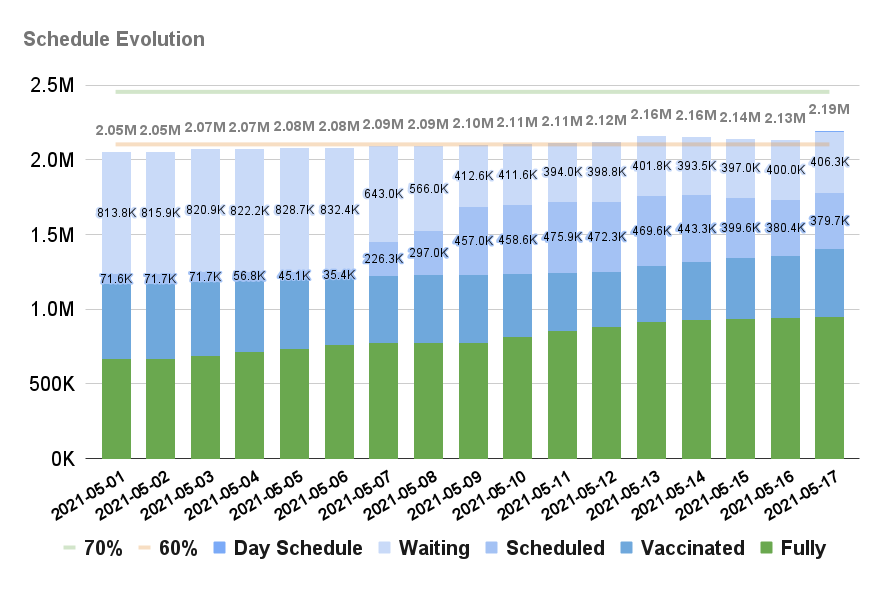 Schedule Evolution
2.5M
2.05M 2.05M 2.07M 2.07M 2.08M 2.08M 2.09M 2.09M 2.10M 2.11M 2.11M 2.12M 2.16M 2.16M 2.14M 2.13M 2.19M
2.0M
813.8K 815.9K 820.9K 822.2K 828.7K 832.4K 643.0K 566.0K 412.6K 411.6K 394.0K 398.8K 401.8K 393.5K 397.0K 400.0K 406.3K
1.5M
71.6K 71.7K 71.7K 56.8K 45.1K 35.4K 226.3K 297.0K 457.0K 458.6K 475.9K 472.3K 469.6K 443.3K 399.6K 380.4K 379.7K
1.0M
500K
0K
2021-05-01 2021-05-02 2021-05-03 2021-05-04 2021-05-05 2021-05-06 2021-05-07 2021-05-08 2021-05-09 2021-05-10 2021-05-11 2021-05-12 2021-05-13 2021-05-14 2021-05-15 2021-05-16 2021-05-17
70% 60% Day Schedule Waiting Scheduled Vaccinated Fully